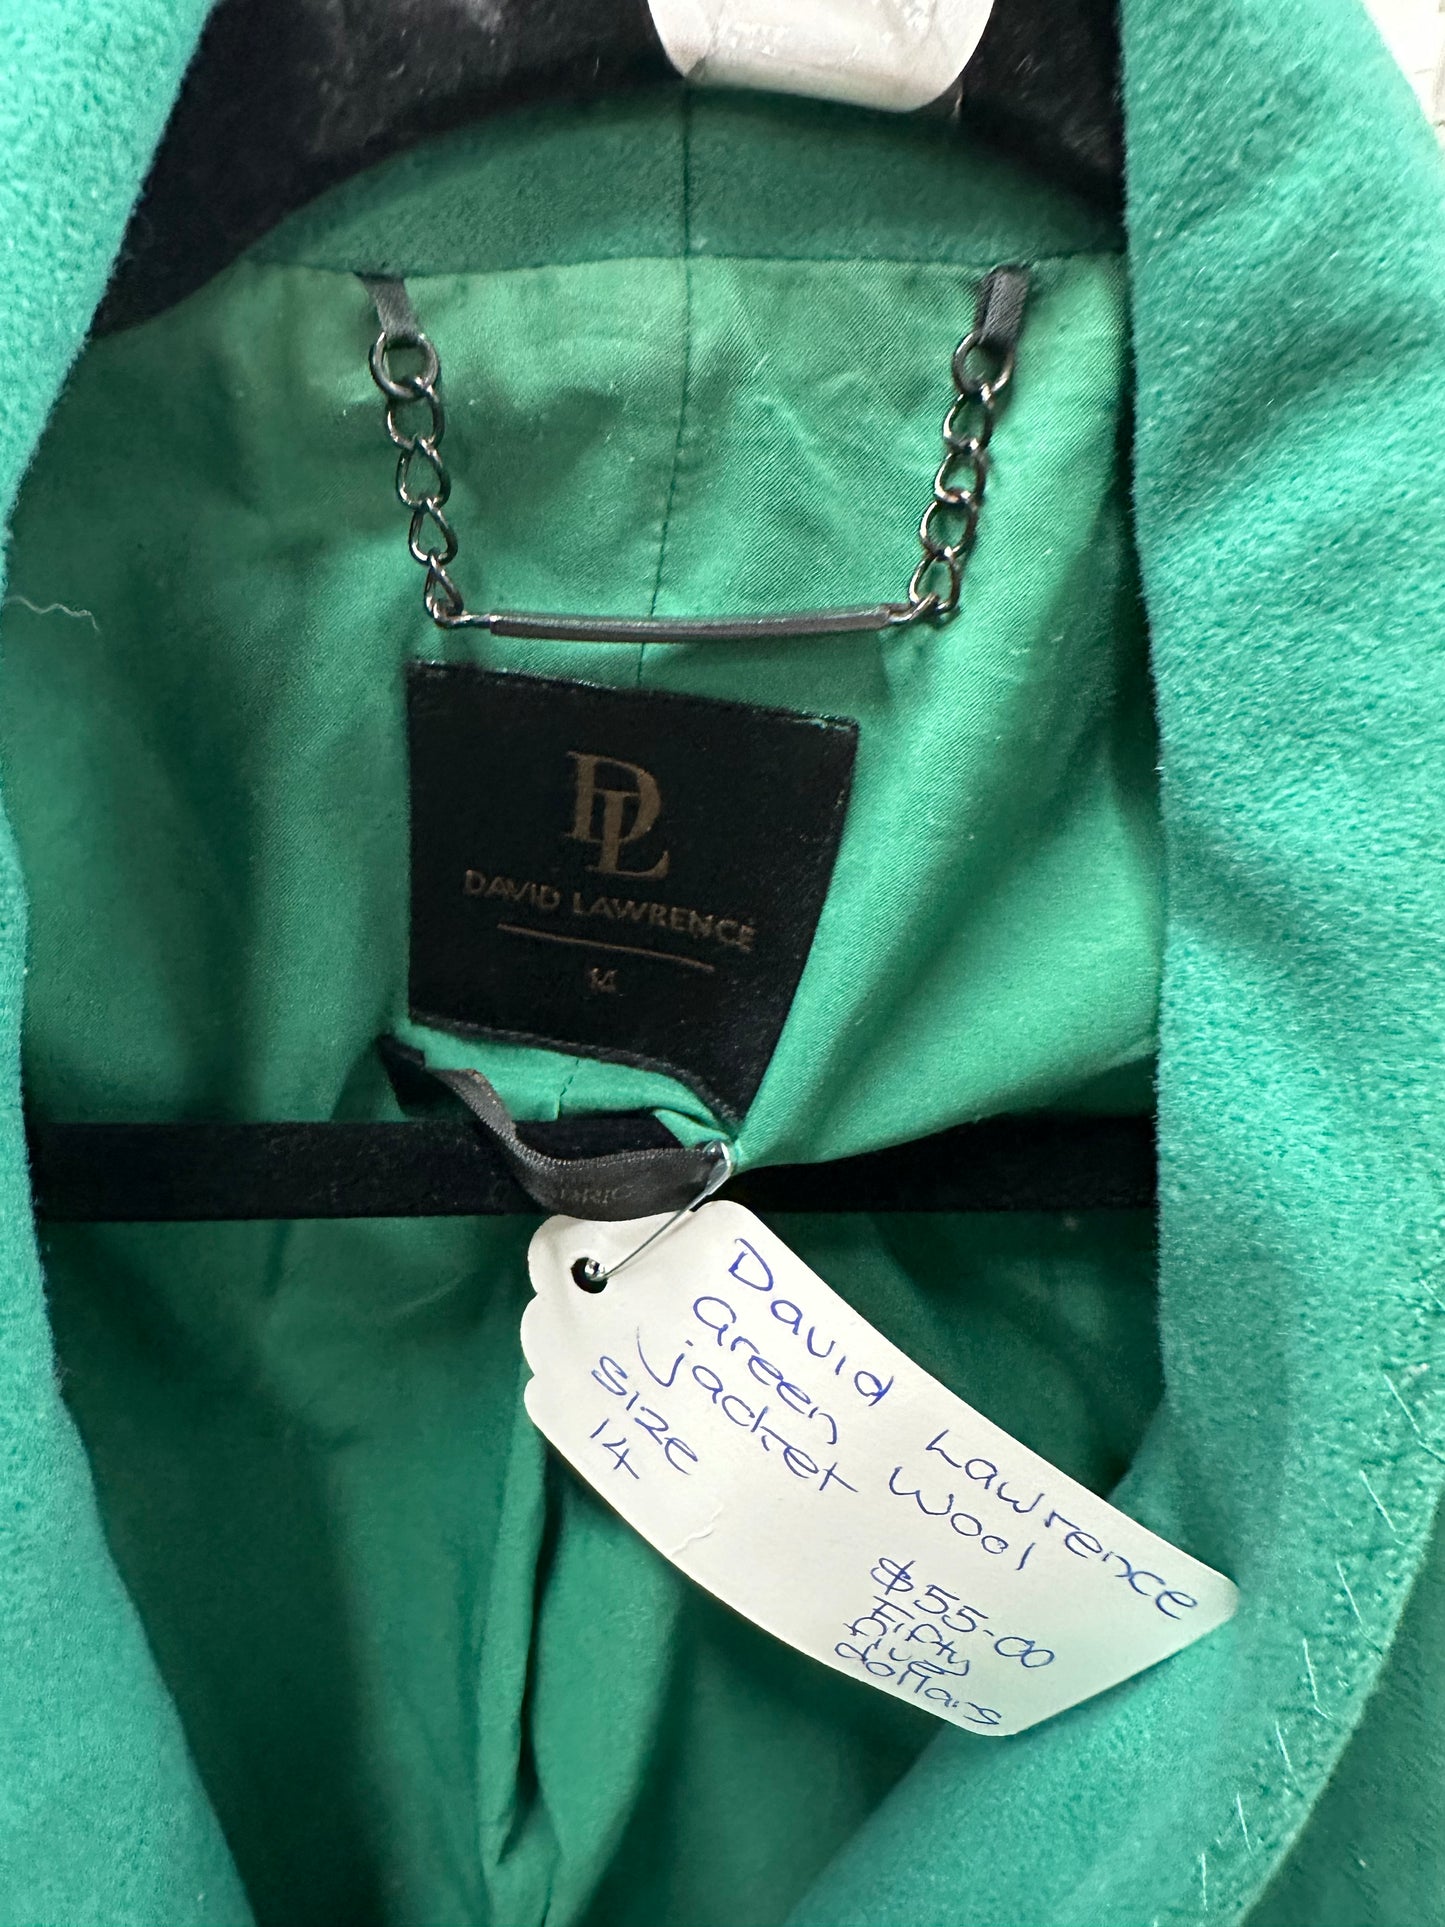 DL
DAVID LAWRENCE
14
David Lawrence
Green Wool
jacket
size
14
$55-00
Fifty
Five
dollars